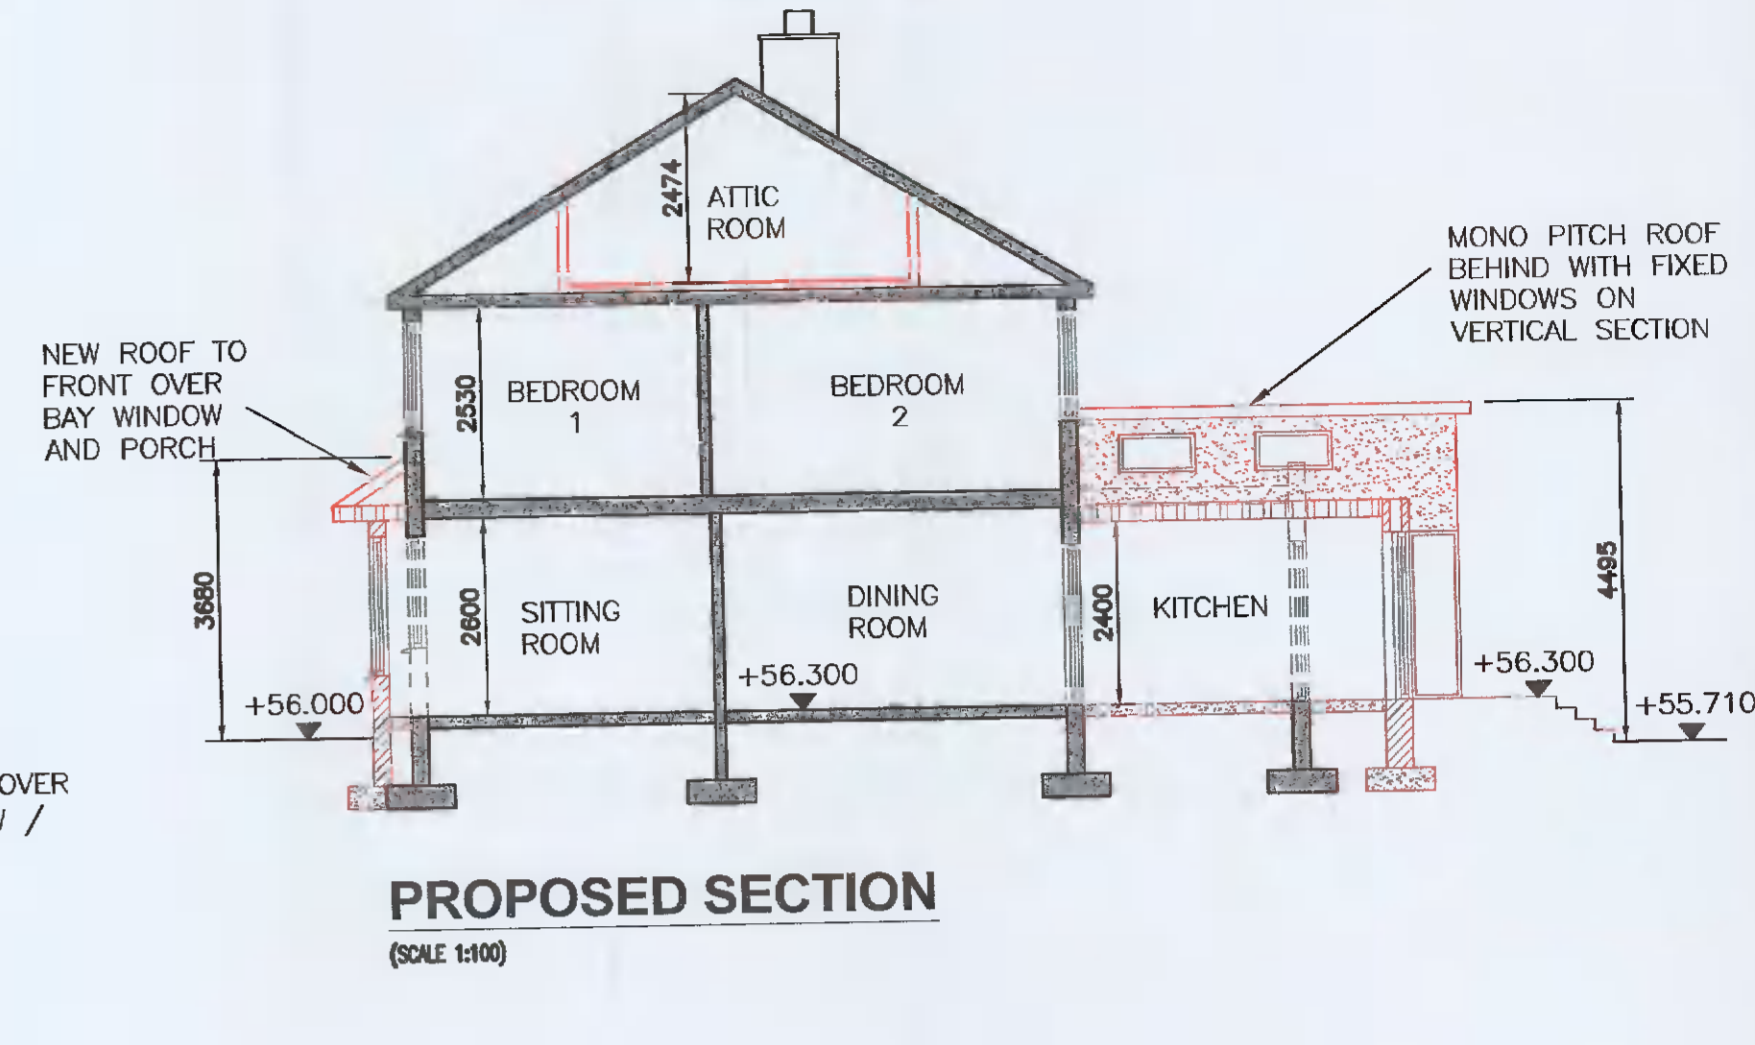 2474
ATTIC
ROOM
MONO PITCH ROOF
BEHIND WITH FIXED
WINDOWS ON
VERTICAL SECTION
NEW ROOF TO
FRONT OVER
BAY WINDOW
AND PORCH
2530
BEDROOM
1
BEDROOM
2
3680
2600
SITTING
ROOM
DINING
ROOM
2400
KITCHEN
4495
+56.000
+56.300
+56.300
+55.710
OVER
/
PROPOSED SECTION
(SCALE 1:100)